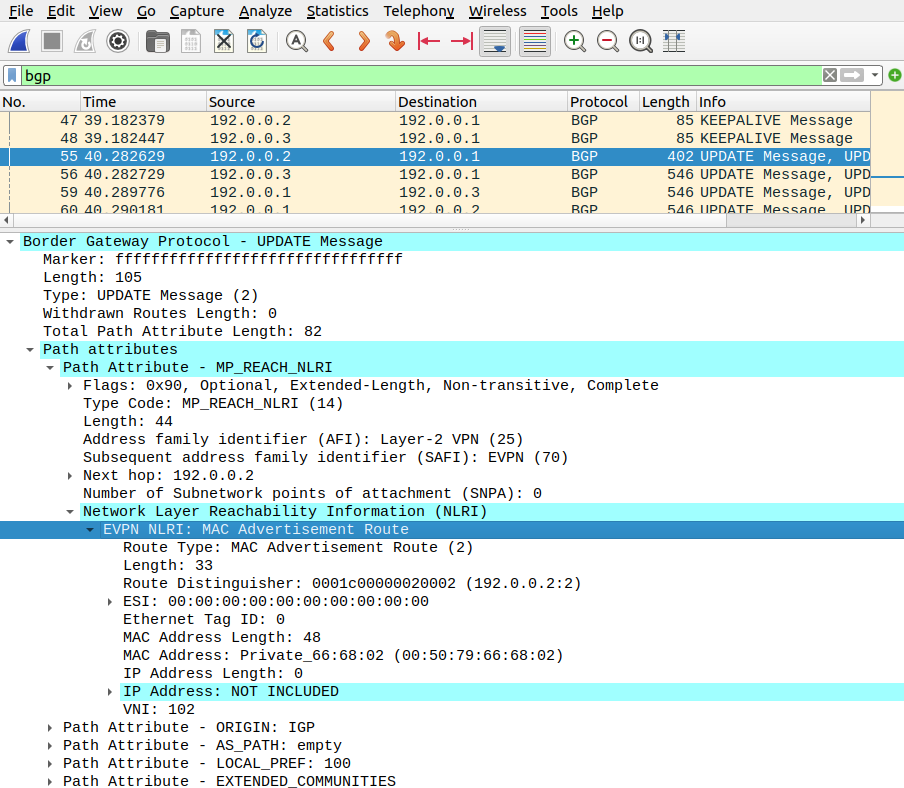 File Edit View Go Capture Analyze Statistics Telephony Wireless Tools Help
bgp
No. Time Source Destination Protocol Length Info
47 39.182379 192.0.0.2 192.0.0.1 BGP 85 KEEPALIVE Message
48 39.182447 192.0.0.3 192.0.0.1 BGP 85 KEEPALIVE Message
55 40.282629 192.0.0.2 192.0.0.1 BGP 402 UPDATE Message, UPD
56 40.282729 192.0.0.3 192.0.0.1 BGP 546 UPDATE Message, UPD
59 40.289776 192.0.0.1 192.0.0.3 BGP 546 UPDATE Message, UPD
60 40.290181 192.0.0.1 192.0.0.2 BGP 546 UPDATE Message, UPD
Border Gateway Protocol - UPDATE Message
Marker: ffffffffffffffffffffffffffffffff
Length: 105
Type: UPDATE Message (2)
Withdrawn Routes Length: 0
Total Path Attribute Length: 82
Path attributes
Path Attribute - MP_REACH_NLRI
Flags: 0x90, Optional, Extended-Length, Non-transitive, Complete
Type Code: MP_REACH_NLRI (14)
Length: 44
Address family identifier (AFI): Layer-2 VPN (25)
Subsequent address family identifier (SAFI): EVPN (70)
Next hop: 192.0.0.2
Number of Subnetwork points of attachment (SNPA): 0
Network Layer Reachability Information (NLRI)
EVPN NLRI: MAC Advertisement Route
Route Type: MAC Advertisement Route (2)
Length: 33
Route Distinguisher: 0001c00000020002 (192.0.0.2:2)
ESI: 00:00:00:00:00:00:00:00:00:00
Ethernet Tag ID: 0
MAC Address Length: 48
MAC Address: Private_66:68:02 (00:50:79:66:68:02)
IP Address Length: 0
IP Address: NOT INCLUDED
VNI: 102
Path Attribute - ORIGIN: IGP
Path Attribute - AS_PATH: empty
Path Attribute - LOCAL_PREF: 100
Path Attribute - EXTENDED_COMMUNITIES